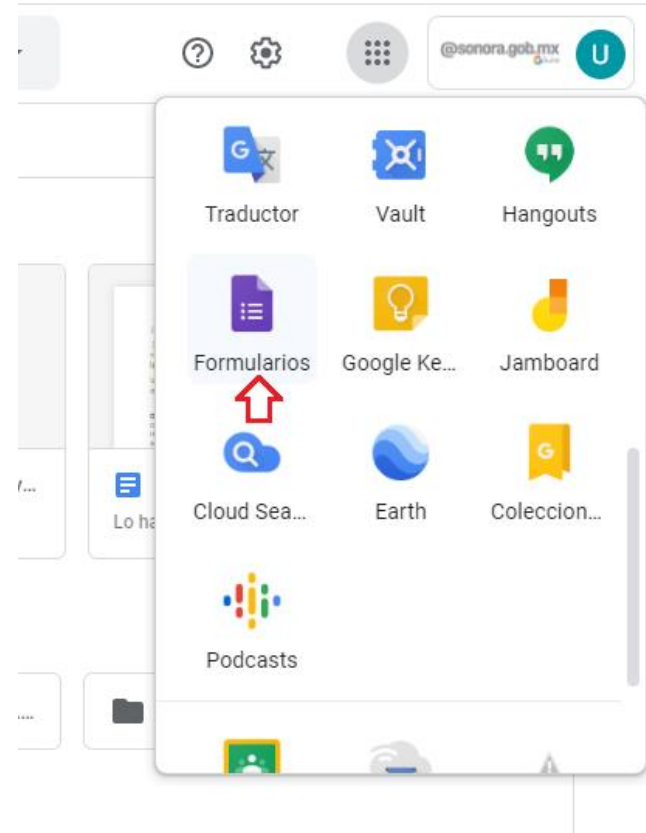 @sonora.gob.mx
U
Traductor
Vault
Hangouts
Formularios
Google Ke...
Jamboard
Cloud Sea...
Earth
Coleccion...
Lo ha
Podcasts